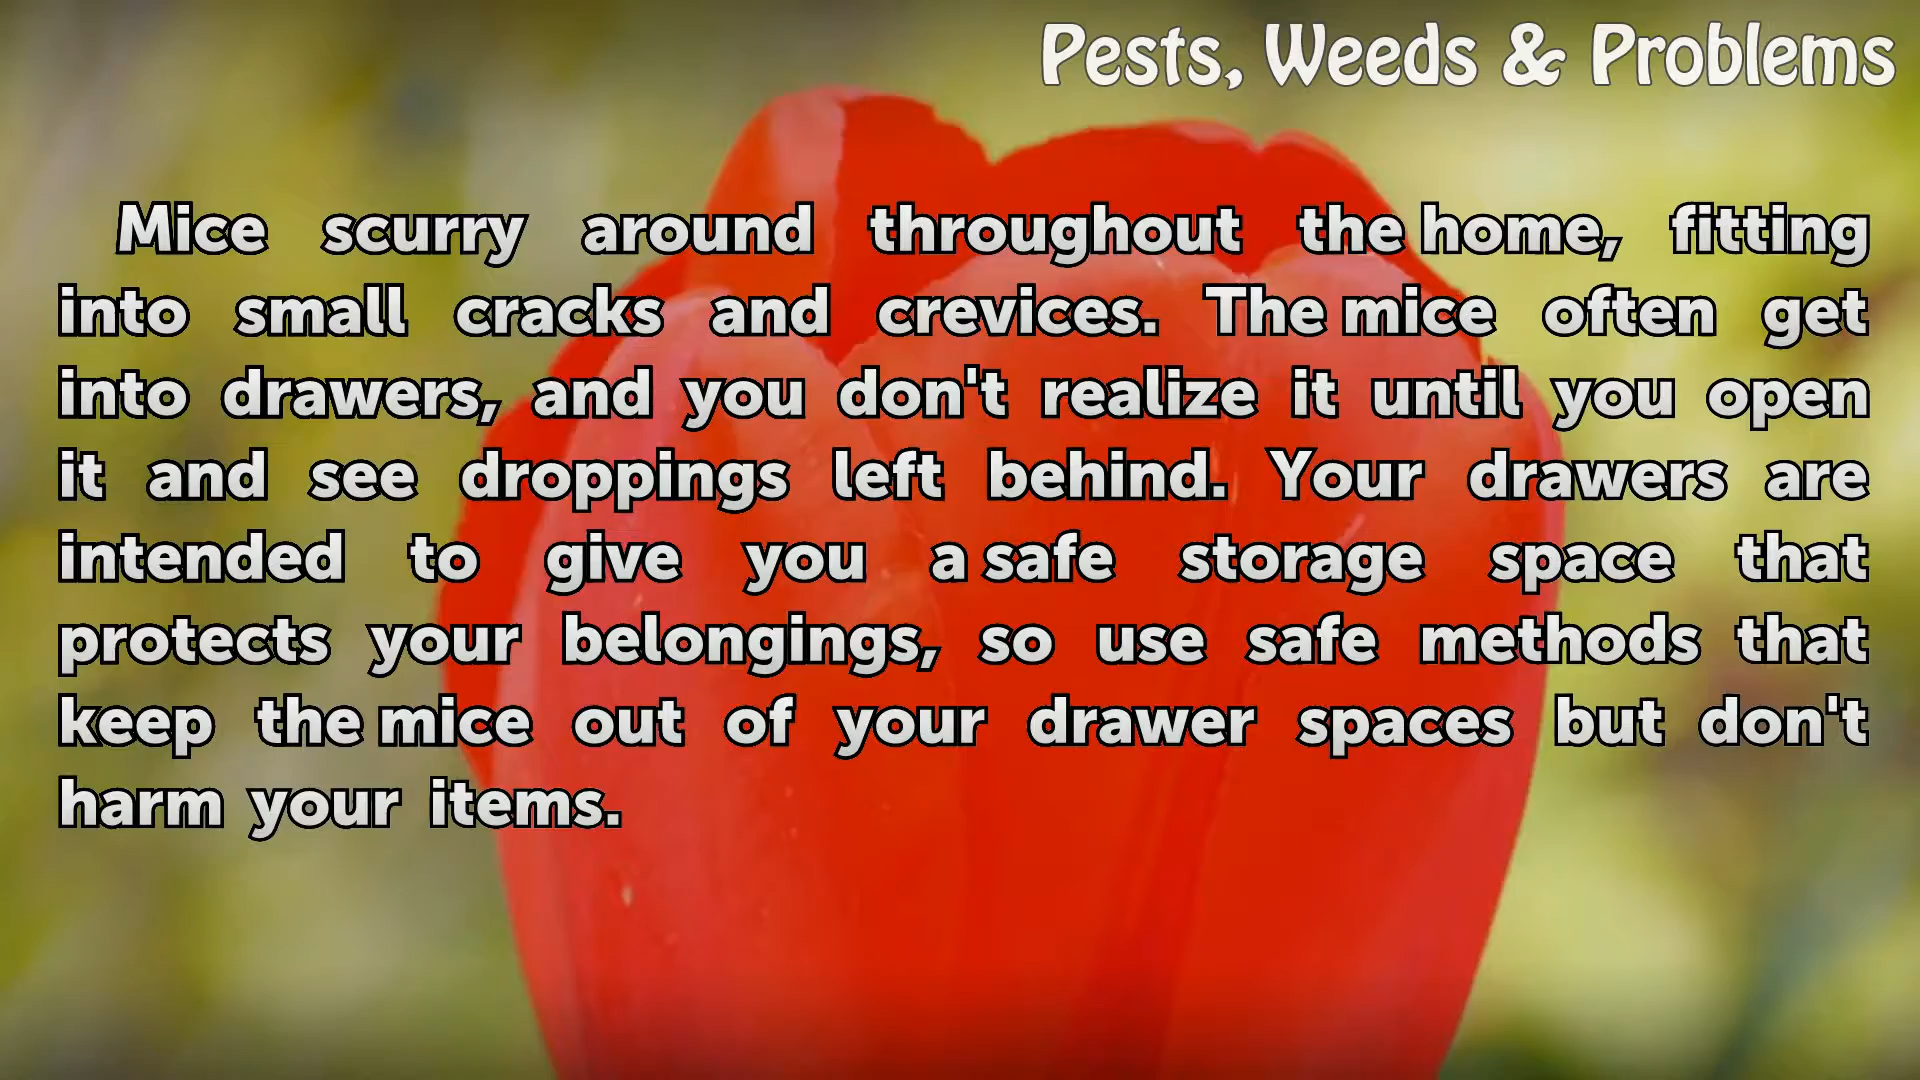 Pests, Weeds & Problems
Mice scurry around throughout the home, fitting
into small cracks and crevices. The mice often get
into drawers, and you don't realize it until you open
it and see droppings left behind. Your drawers are
intended to give you a safe storage space that
protects your belongings, so use safe methods that
keep the mice out of your drawer spaces but don't
harm your items.